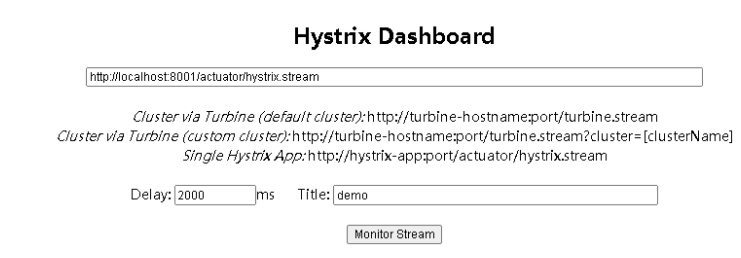 Hystrix Dashboard
http://localhost:8001/actuator/hystrix.stream
Cluster via Turbine (default cluster): http://turbine-hostname:port/turbine.stream
Cluster via Turbine (custom cluster): http://turbine-hostname:port/turbine.stream?cluster=[clusterName]
Single Hystrix App: http://hystrix-app:port/actuator/hystrix.stream
Delay: 2000 ms Title: demo
Monitor Stream